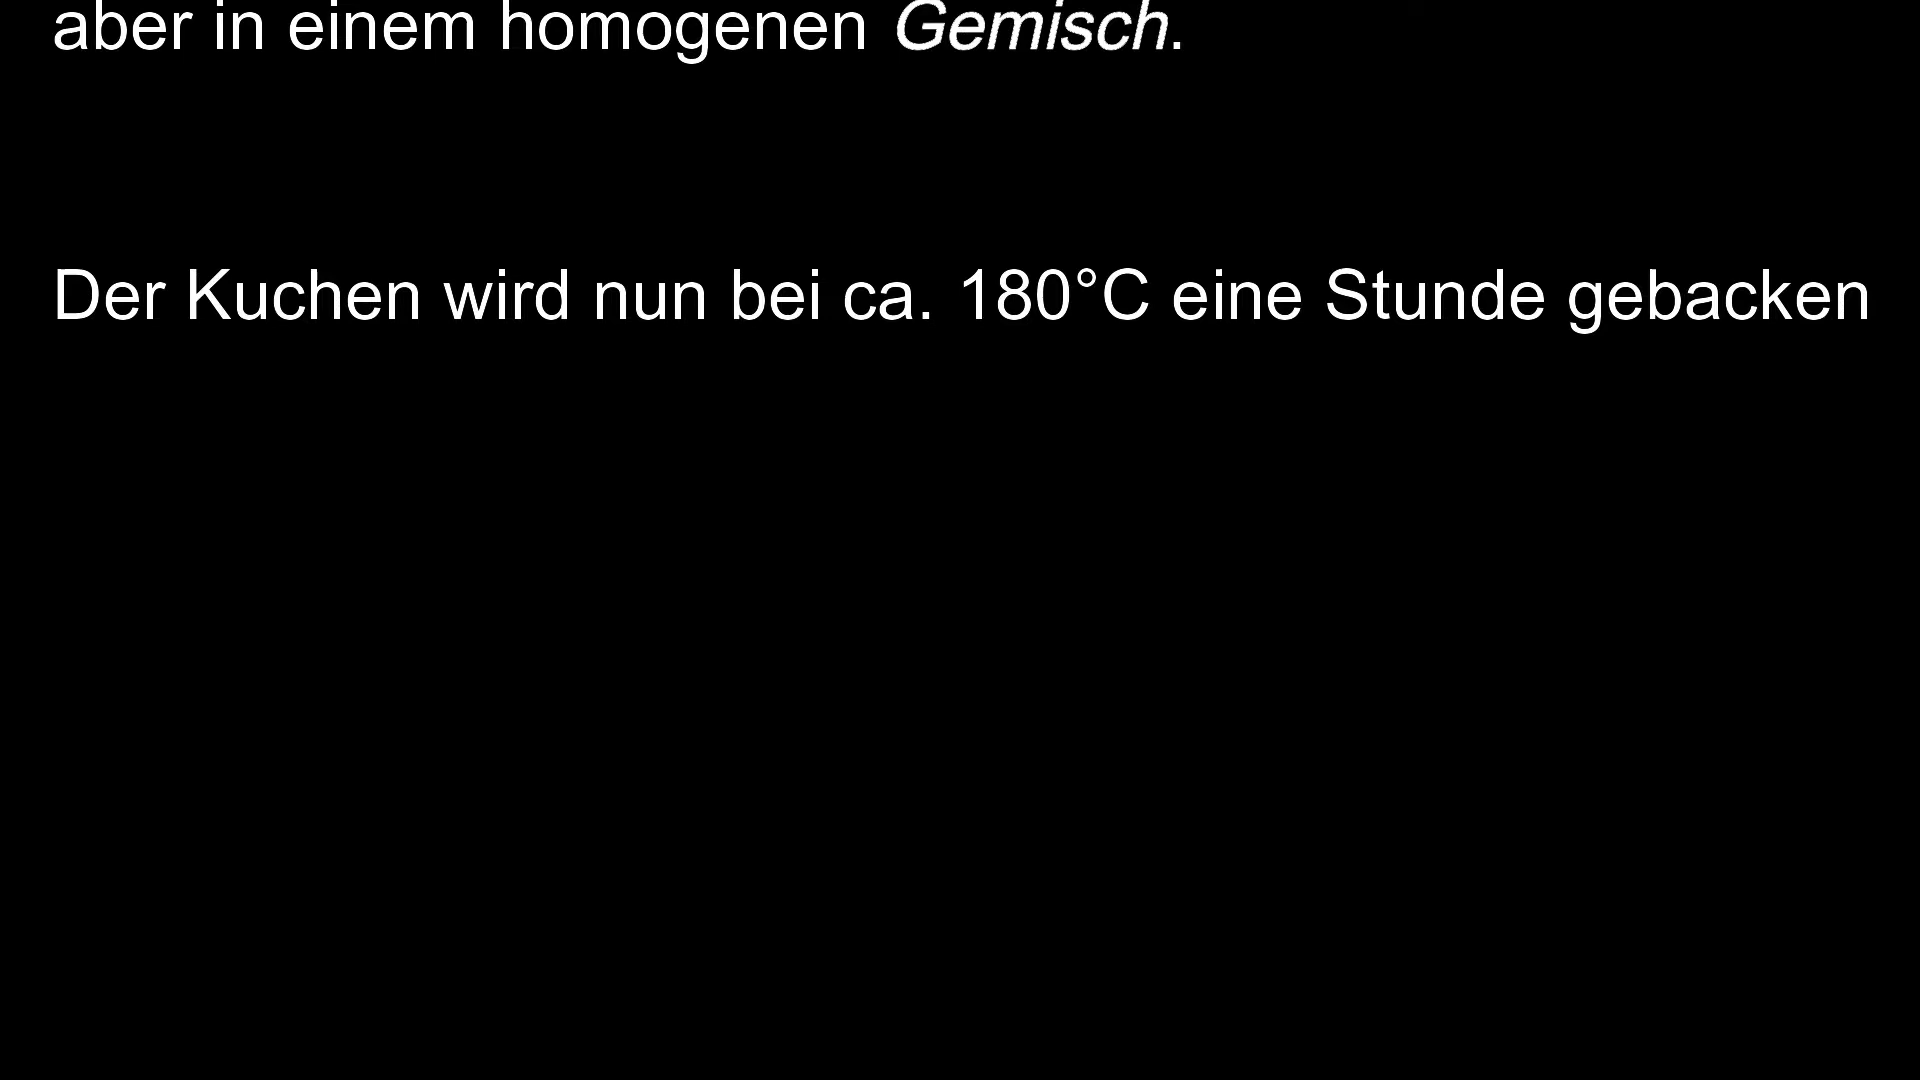 aber in einem homogenen Gemisch.
Der Kuchen wird nun bei ca. 180°C eine Stunde gebacken